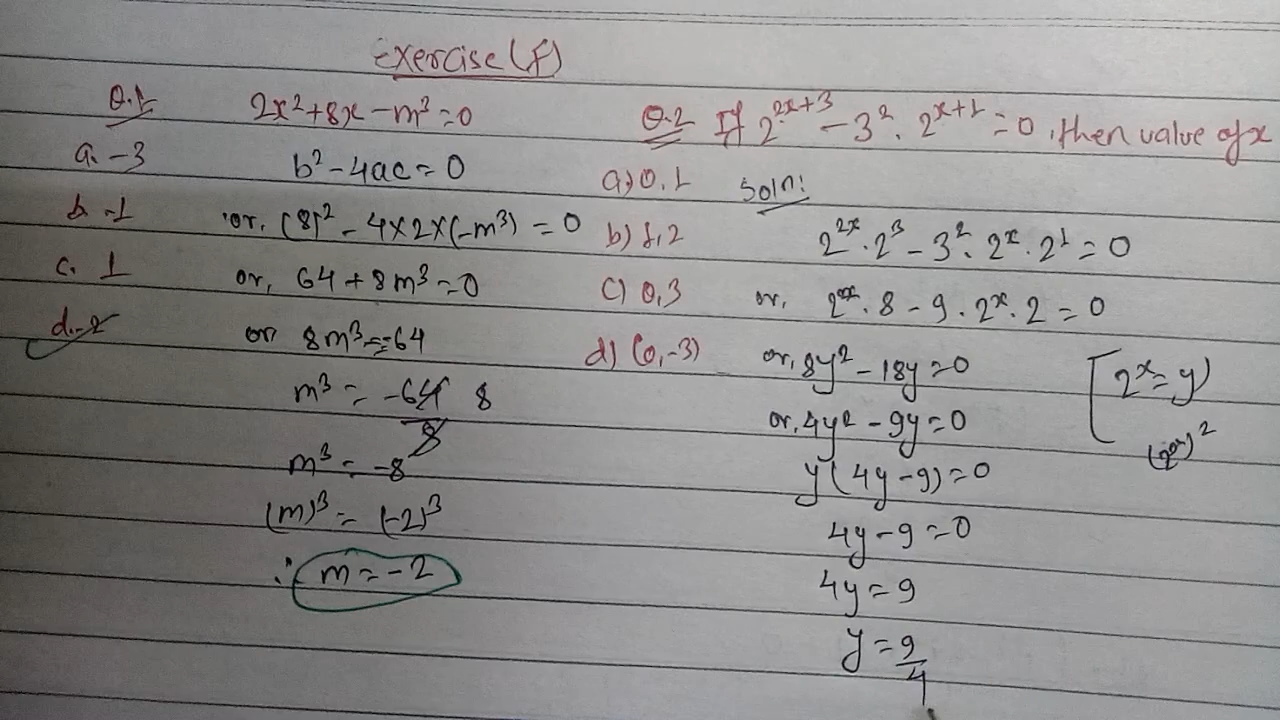 Exercise (f)
Q.1 2x² + 8x - m³ = 0
a. -3 b² - 4ac = 0
b. -1 or, (8)² - 4×2×(-m³) = 0
c. 1 or, 64 + 8m³ = 0
d. -2 or 8m³ = -64
m³ = -64/8 8
m³ = -8
(m)³ = (-2)³
∴ m = -2
Q.2 If 2^(2x+3) - 3² . 2^(x+1) = 0 . then value of x
a) 0, 1 Soln:
b) 1, 2 2^(2x) . 2³ - 3² . 2^x . 2¹ = 0
c) 0, 3 or, 2^(2x) . 8 - 9 . 2^x . 2 = 0
d) (0, -3) or, 8y² - 18y = 0 [2^x = y)
or, 4y² - 9y = 0 (2^x)²
y(4y - 9) = 0
4y - 9 = 0
4y = 9
y = 9/4